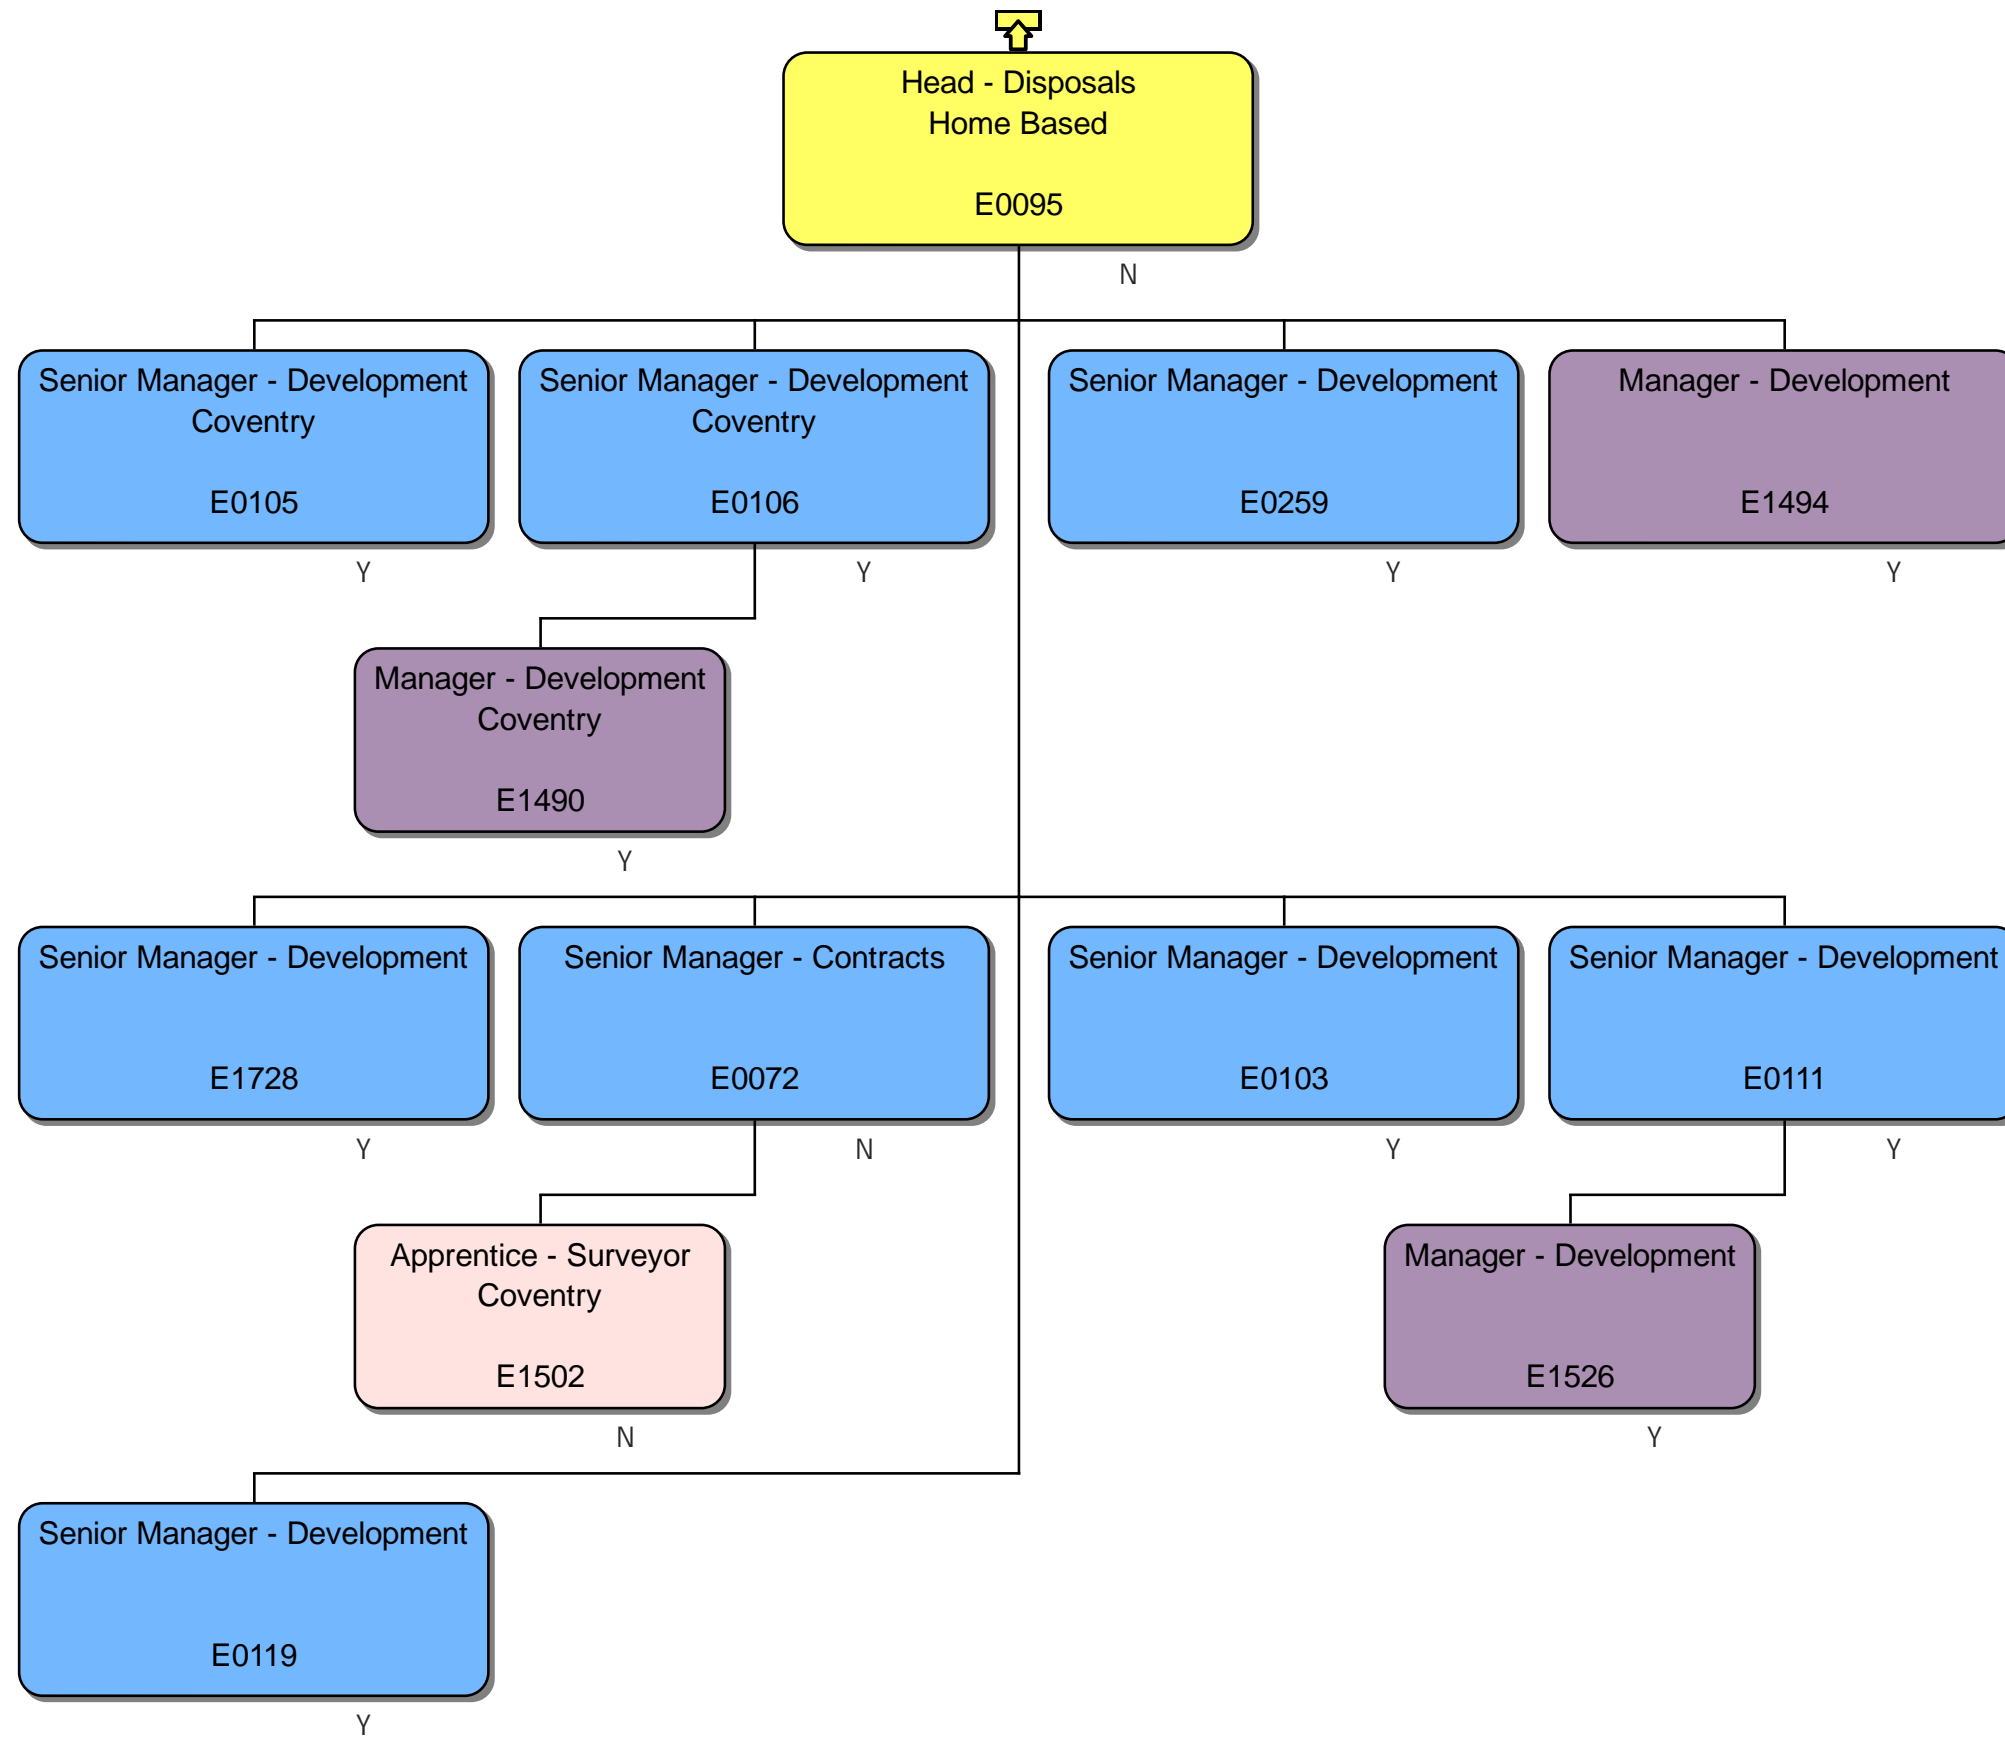 Head - Disposals
Home Based
E0095
N
Senior Manager - Development
Coventry
E0105
Y
Senior Manager - Development
Coventry
E0106
Y
Senior Manager - Development
E0259
Y
Manager - Development
E1494
Y
Manager - Development
Coventry
E1490
Y
Senior Manager - Development
E1728
Y
Senior Manager - Contracts
E0072
N
Senior Manager - Development
E0103
Y
Senior Manager - Development
E0111
Y
Apprentice - Surveyor
Coventry
E1502
N
Manager - Development
E1526
Y
Senior Manager - Development
E0119
Y